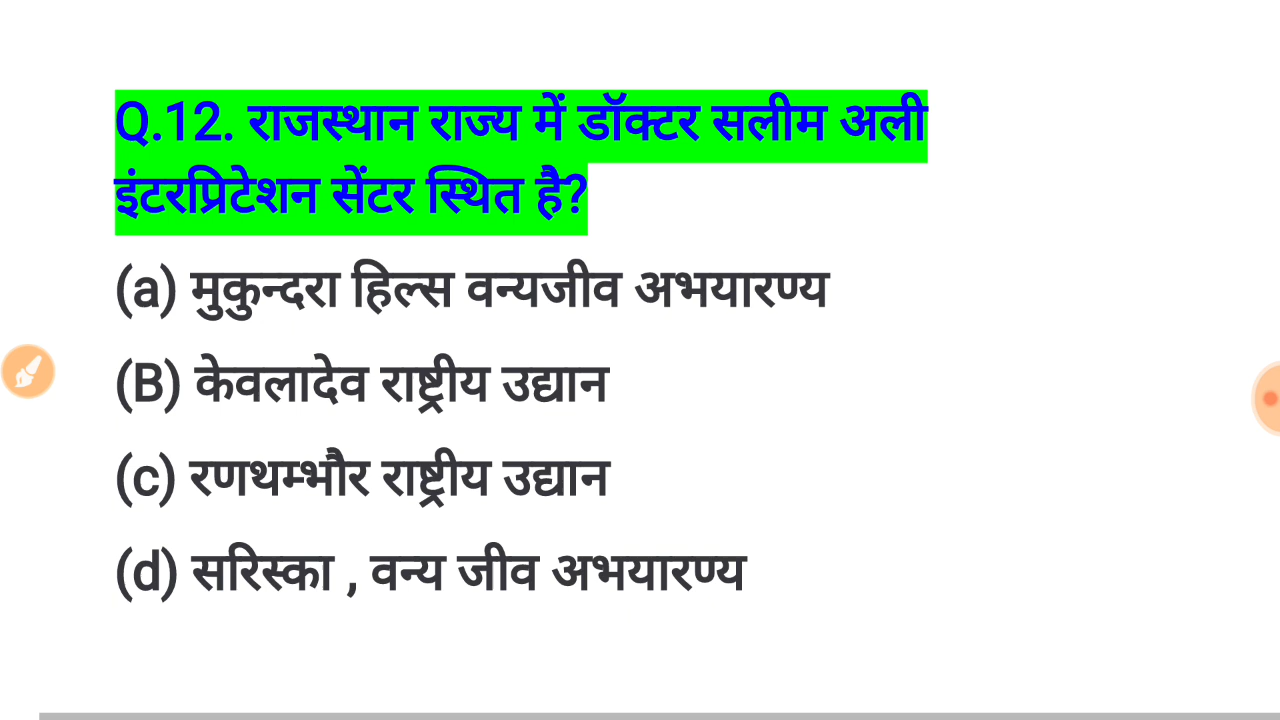 Q.12. राजस्थान राज्य में डॉक्टर सलीम अली
इंटरप्रिटेशन सेंटर स्थित है?
(a) मुकुन्दरा हिल्स वन्यजीव अभयारण्य
(B) केवलादेव राष्ट्रीय उद्यान
(c) रणथम्भौर राष्ट्रीय उद्यान
(d) सरिस्का , वन्य जीव अभयारण्य